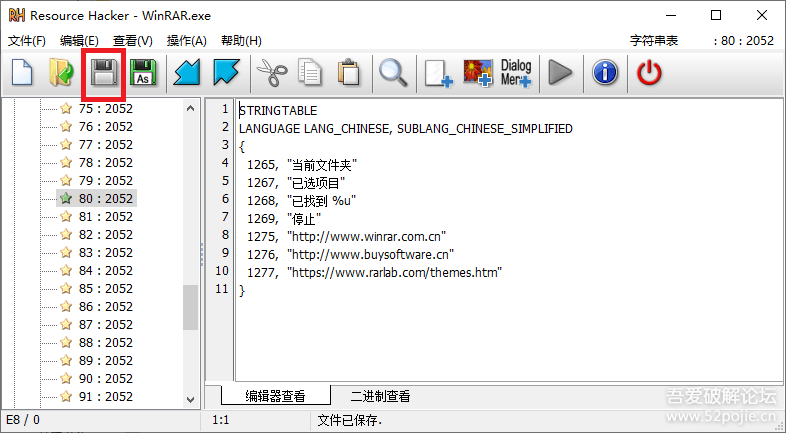 Resource Hacker - WinRAR.exe
文件(F) 编辑(E) 查看(V) 操作(A) 帮助(H) 字符串表 : 80 : 2052
As
Dialog
Menu
75 : 2052
76 : 2052
77 : 2052
78 : 2052
79 : 2052
80 : 2052
81 : 2052
82 : 2052
83 : 2052
84 : 2052
85 : 2052
86 : 2052
87 : 2052
88 : 2052
89 : 2052
90 : 2052
91 : 2052
1 STRINGTABLE
2 LANGUAGE LANG_CHINESE, SUBLANG_CHINESE_SIMPLIFIED
3 {
4 1265, "当前文件夹"
5 1267, "已选项目"
6 1268, "已找到 %u"
7 1269, "停止"
8 1275, "http://www.winrar.com.cn"
9 1276, "http://www.buysoftware.cn"
10 1277, "https://www.rarlab.com/themes.htm"
11 }
编辑器查看 二进制查看
E8 / 0 1:1 文件已保存.
吾爱破解论坛
www.52pojie.cn